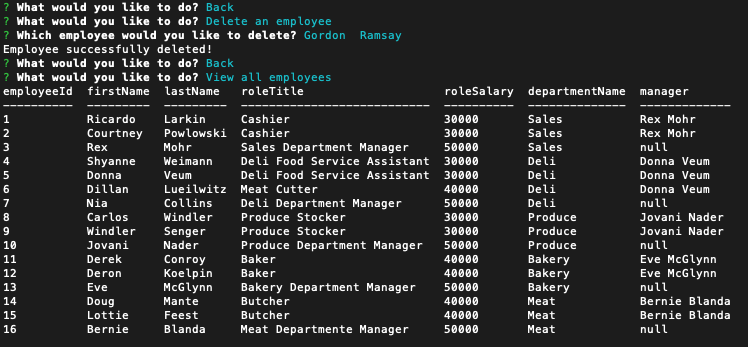 ? What would you like to do? Back
? What would you like to do? Delete an employee
? Which employee would you like to delete? Gordon  Ramsay
Employee successfully deleted!
? What would you like to do? Back
? What would you like to do? View all employees
employeeId  firstName  lastName  roleTitle                    roleSalary  departmentName  manager
----------  ---------  --------- ---------------------------  ----------  --------------  -------------
1           Ricardo    Larkin    Cashier                      30000       Sales           Rex Mohr
2           Courtney   Powlowski Cashier                      30000       Sales           Rex Mohr
3           Rex        Mohr      Sales Department Manager     50000       Sales           null
4           Shyanne    Weimann   Deli Food Service Assistant  30000       Deli            Donna Veum
5           Donna      Veum      Deli Food Service Assistant  30000       Deli            Donna Veum
6           Dillan     Lueilwitz Meat Cutter                  40000       Deli            Donna Veum
7           Nia        Collins   Deli Department Manager      50000       Deli            null
8           Carlos     Windler   Produce Stocker              30000       Produce         Jovani Nader
9           Windler    Senger    Produce Stocker              30000       Produce         Jovani Nader
10          Jovani     Nader     Produce Department Manager   50000       Produce         null
11          Derek      Conroy    Baker                        40000       Bakery          Eve McGlynn
12          Deron      Koelpin   Baker                        40000       Bakery          Eve McGlynn
13          Eve        McGlynn   Bakery Department Manager    50000       Bakery          null
14          Doug       Mante     Butcher                      40000       Meat            Bernie Blanda
15          Lottie     Feest     Butcher                      40000       Meat            Bernie Blanda
16          Bernie     Blanda    Meat Departmente Manager     50000       Meat            null